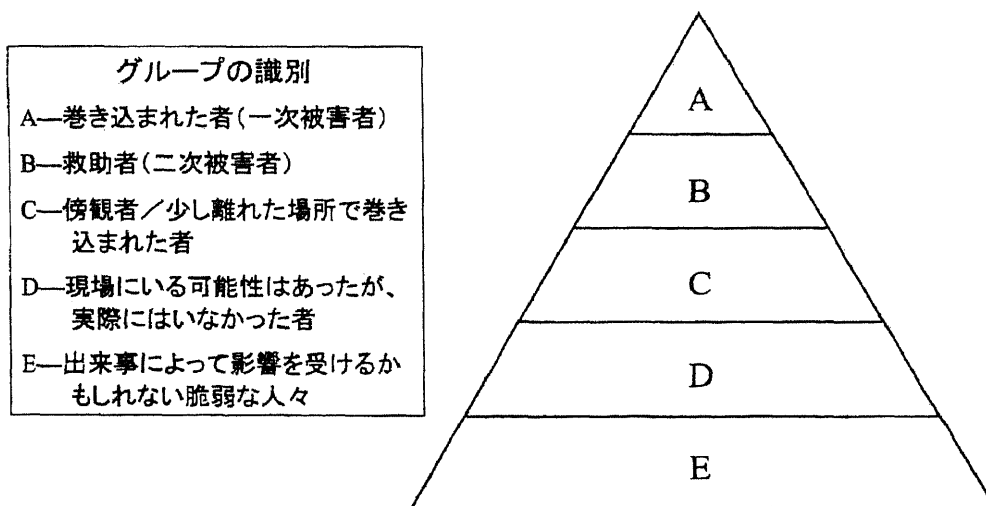 グループの識別
A―巻き込まれた者(一次被害者)
B―救助者(二次被害者)
C―傍観者／少し離れた場所で巻き
込まれた者
D―現場にいる可能性はあったが、
実際にはいなかった者
E―出来事によって影響を受けるか
もしれない脆弱な人々
A
B
C
D
E